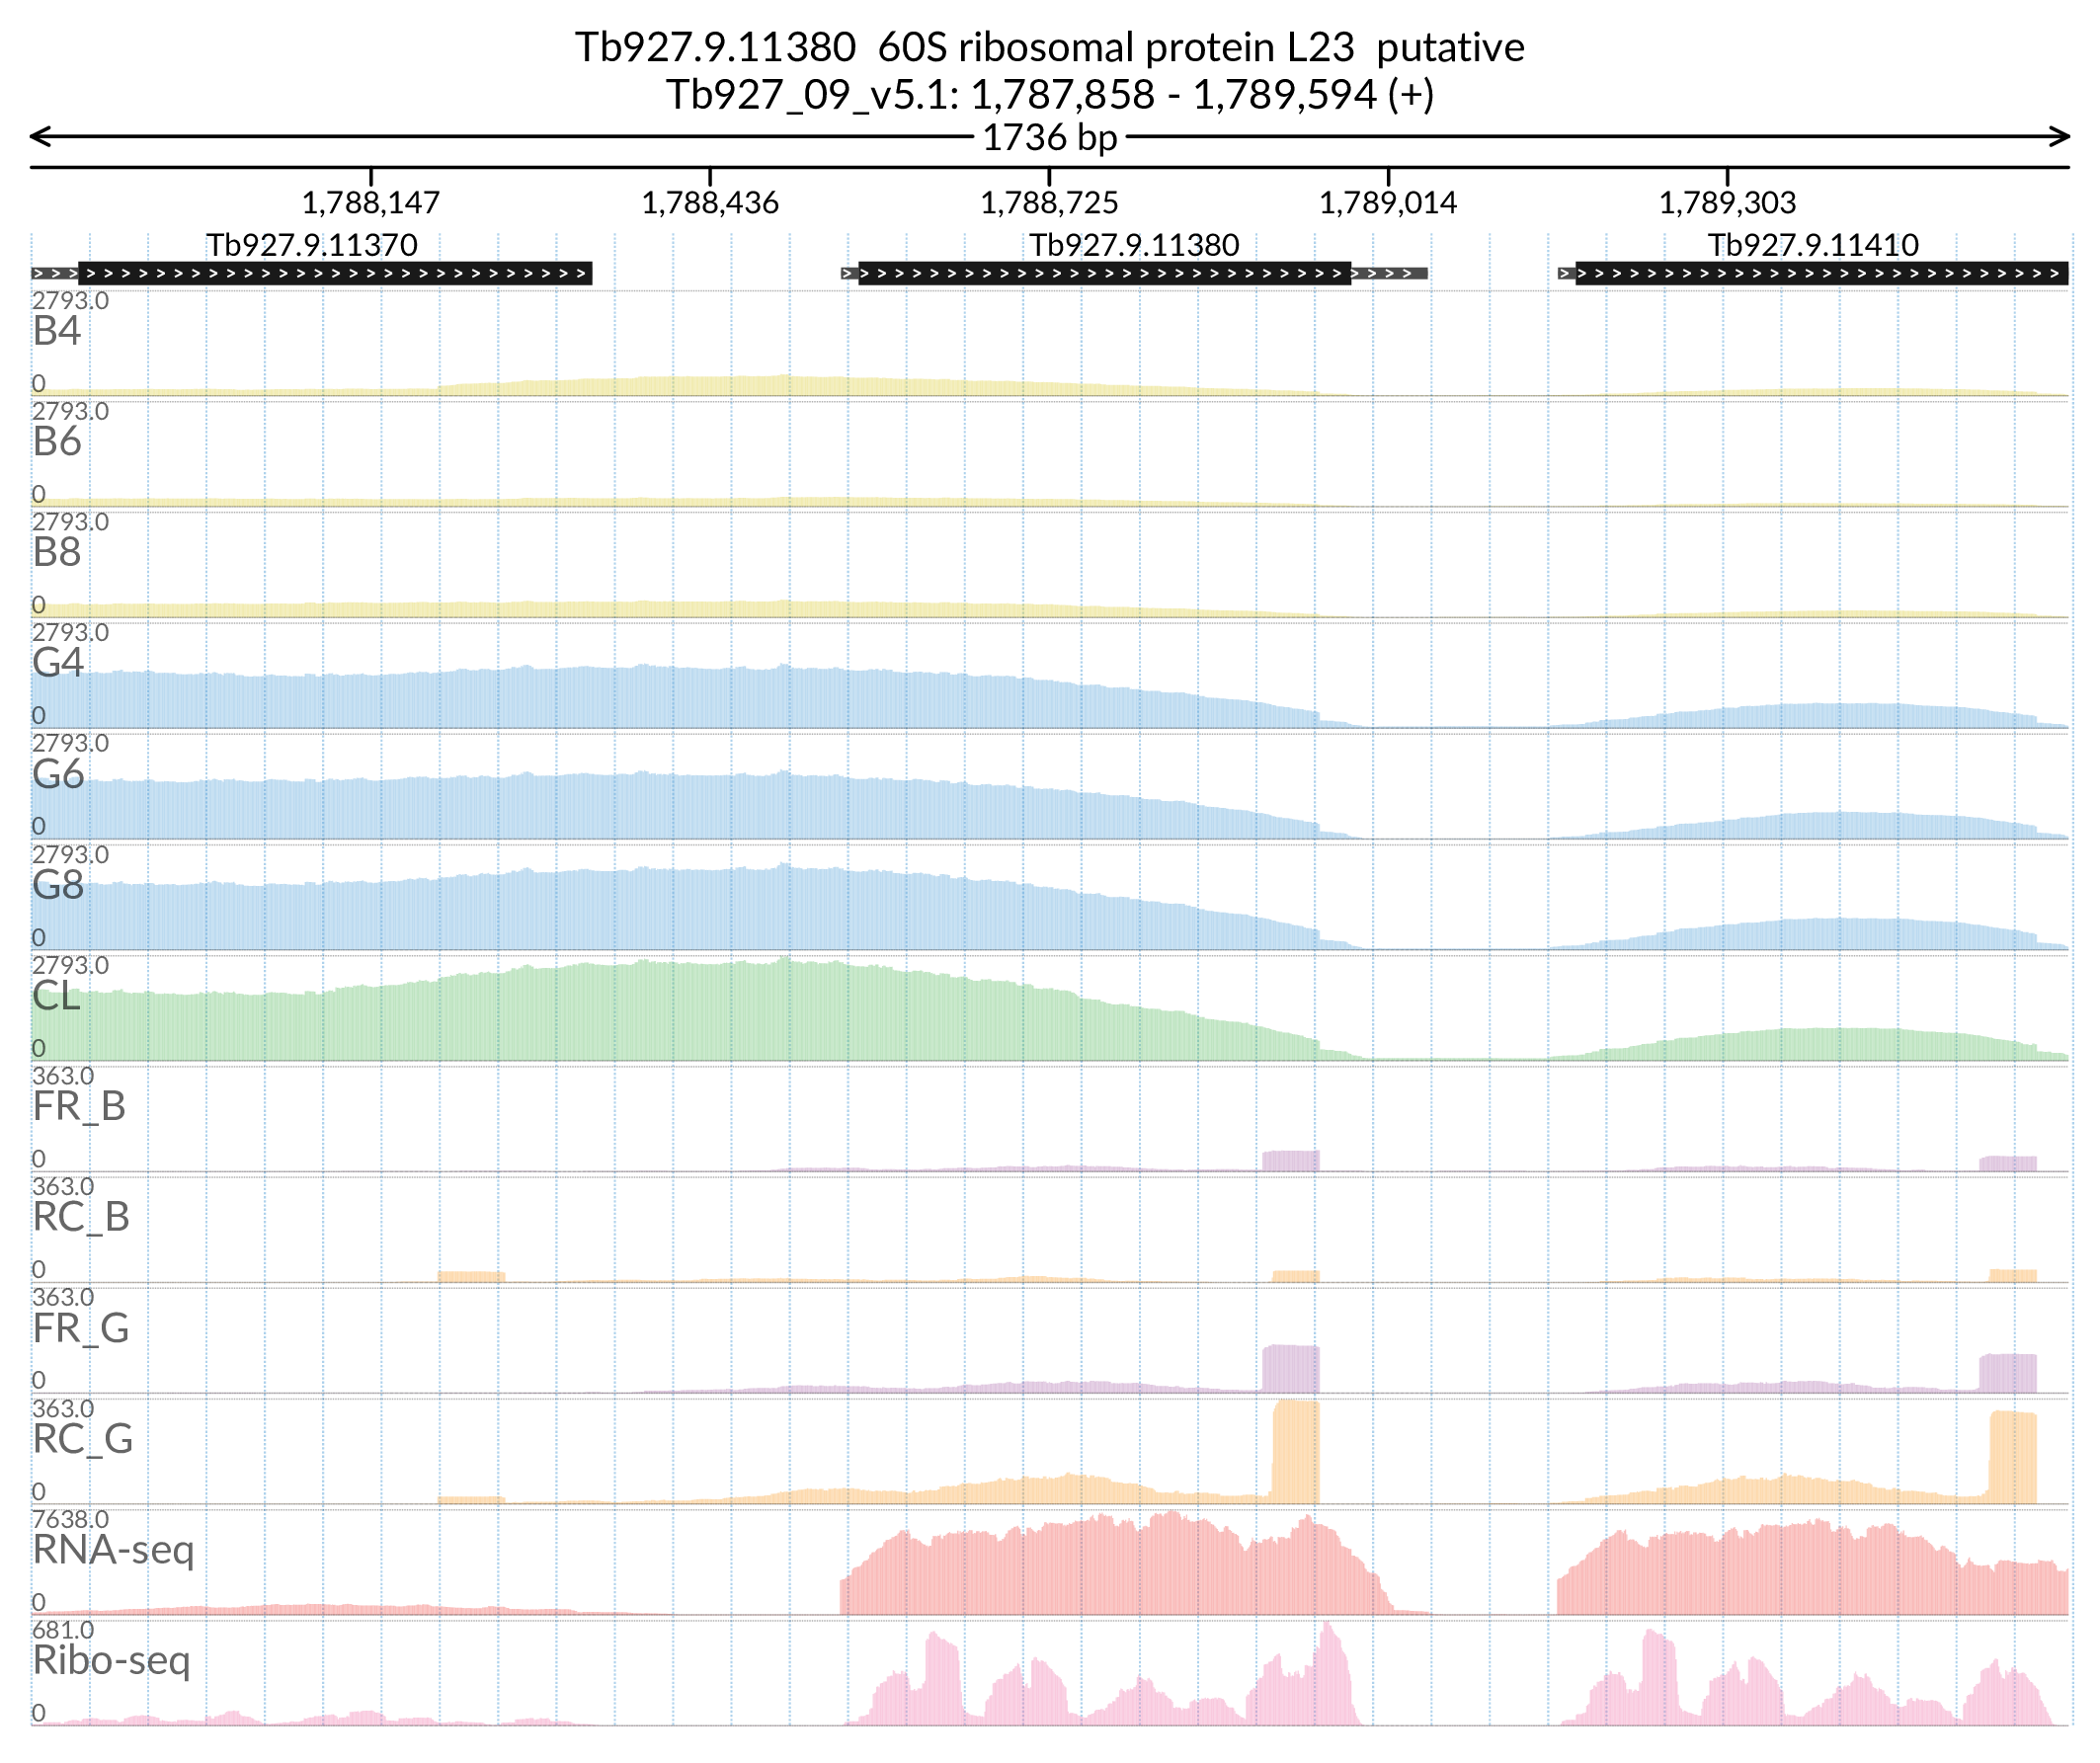 Tb927.9.11380  60S ribosomal protein L23  putative
Tb927_09_v5.1: 1,787,858 - 1,789,594 (+)
1736 bp
1,788,147 1,788,436 1,788,725 1,789,014 1,789,303
Tb927.9.11370 Tb927.9.11380 Tb927.9.11410
2793.0
B4
0
2793.0
B6
0
2793.0
B8
0
2793.0
G4
0
2793.0
G6
0
2793.0
G8
0
2793.0
CL
0
363.0
FR_B
0
363.0
RC_B
0
363.0
FR_G
0
363.0
RC_G
0
7638.0
RNA-seq
0
681.0
Ribo-seq
0